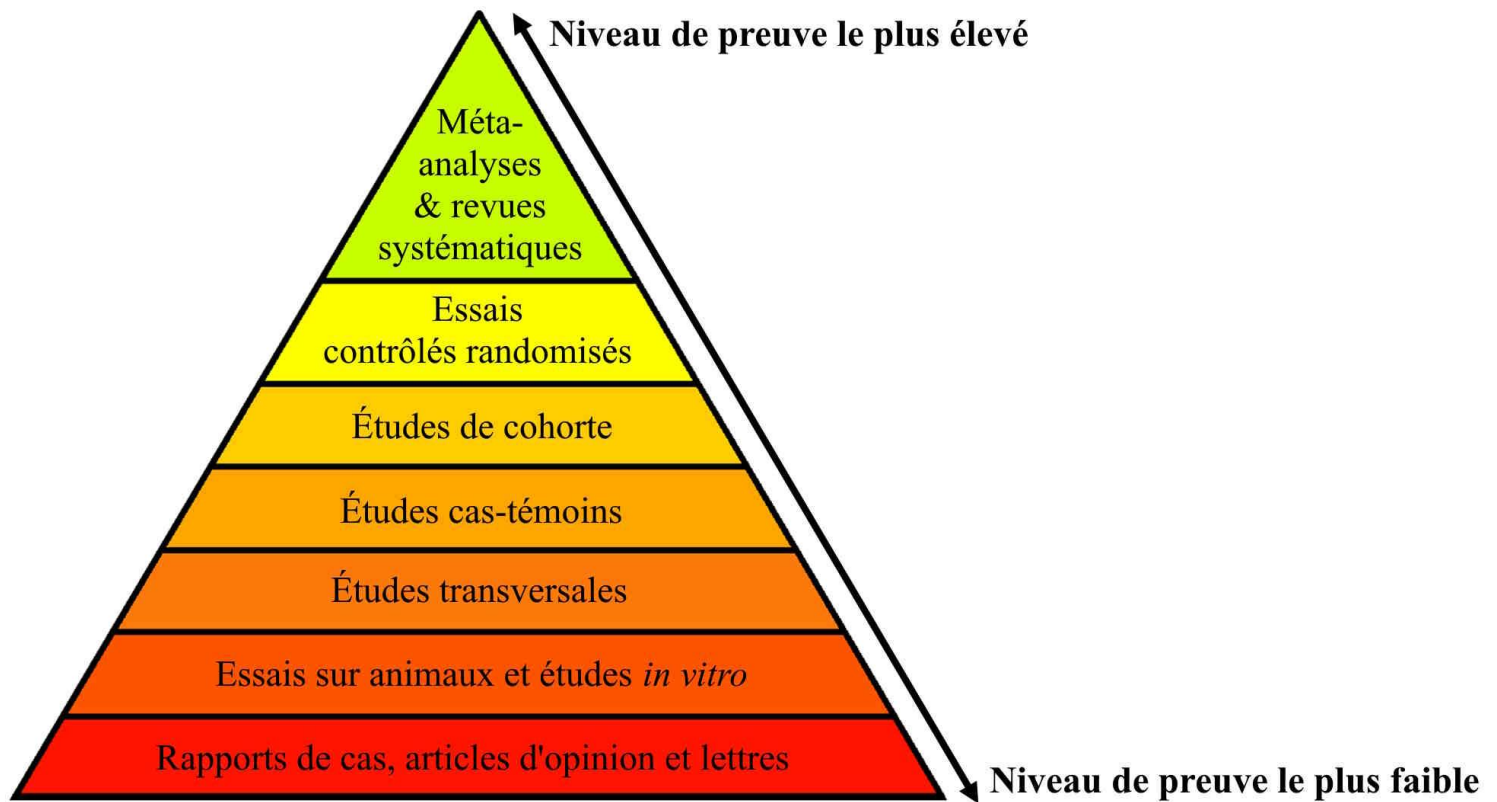 Niveau de preuve le plus élevé
Méta-
analyses
& revues
systématiques
Essais
contrôlés randomisés
Études de cohorte
Études cas-témoins
Études transversales
Essais sur animaux et études in vitro
Rapports de cas, articles d'opinion et lettres
Niveau de preuve le plus faible